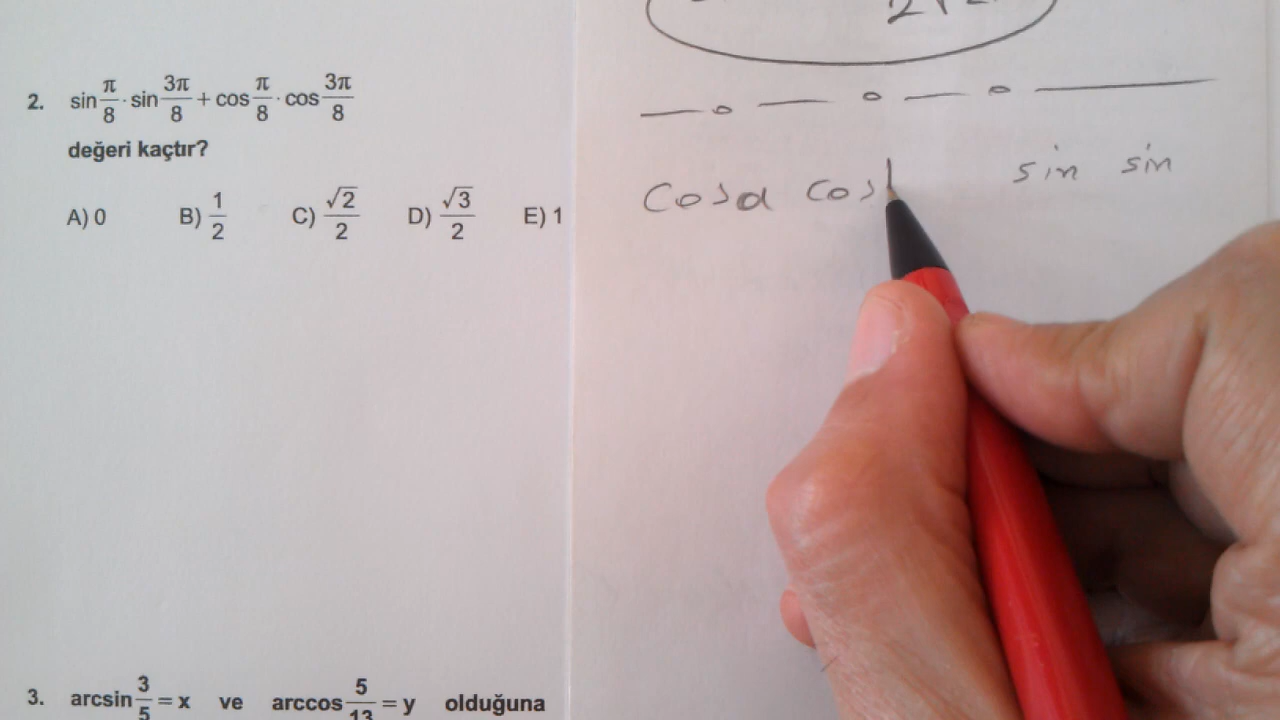 2. sin π/8 · sin 3π/8 + cos π/8 · cos 3π/8
değeri kaçtır?
A) 0 B) 1/2 C) √2/2 D) √3/2 E) 1
cosa cos sin sin
3. arcsin 3/5 = x ve arccos 5/13 = y olduğuna